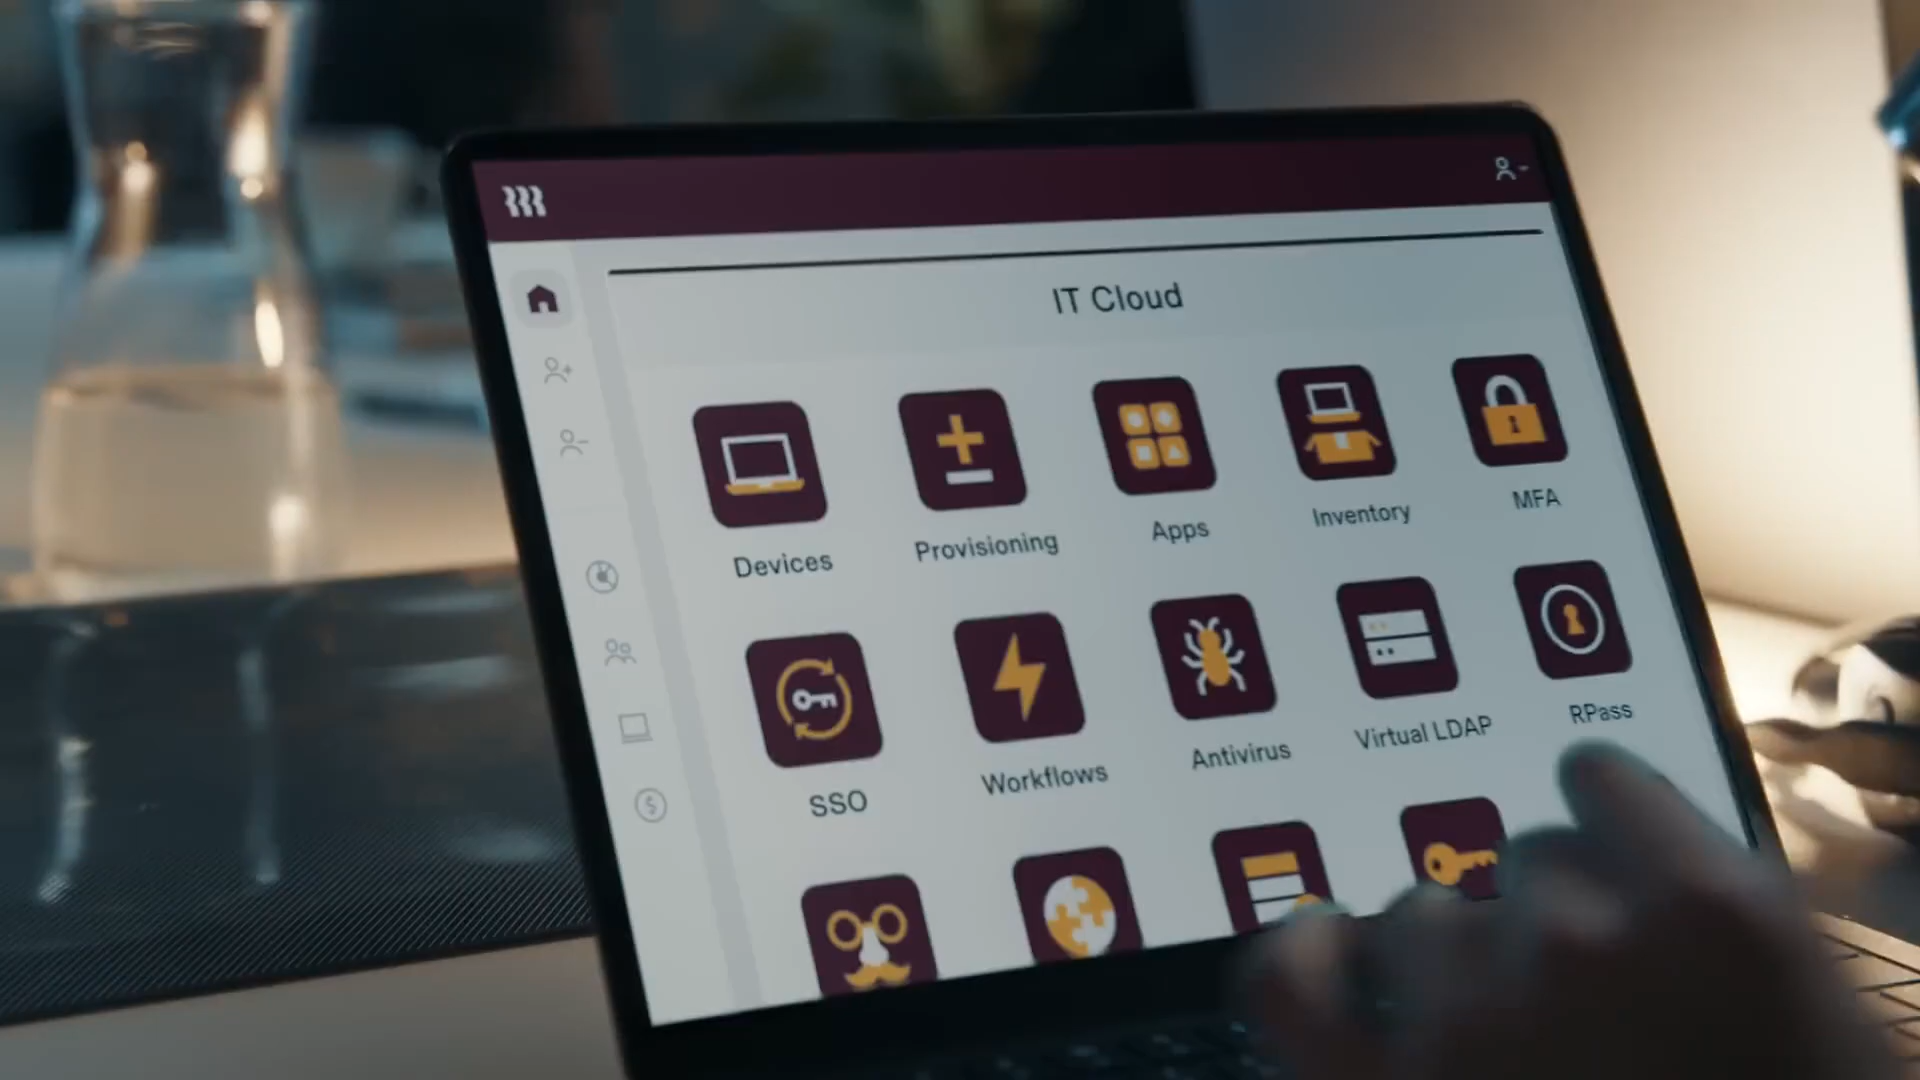 IT Cloud
Devices
Provisioning
Apps
Inventory
MFA
SSO
Workflows
Antivirus
Virtual LDAP
RPass